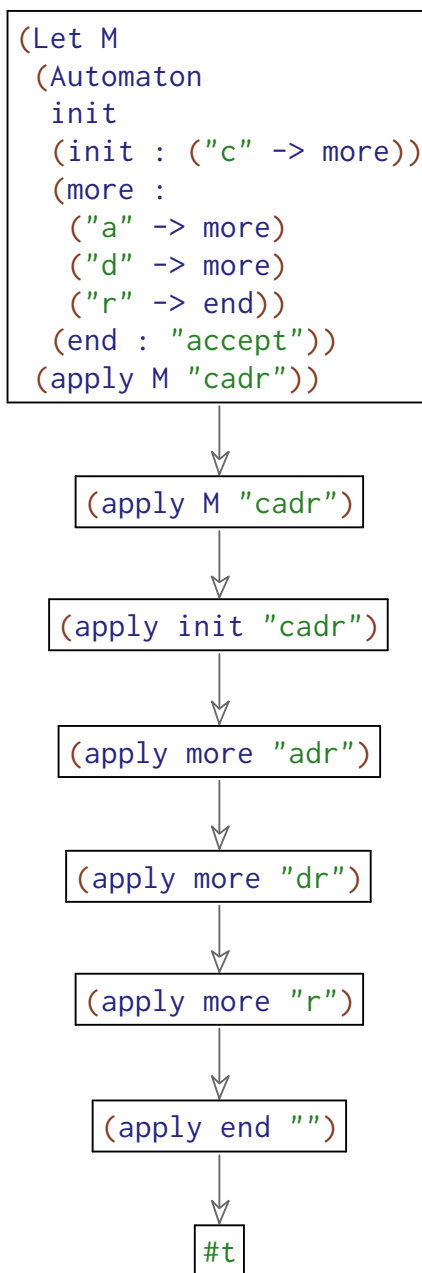 (Let M
(Automaton
init
(init : ("c" -> more))
(more :
("a" -> more)
("d" -> more)
("r" -> end))
(end : "accept"))
(apply M "cadr"))
(apply M "cadr")
(apply init "cadr")
(apply more "adr")
(apply more "dr")
(apply more "r")
(apply end "")
#t